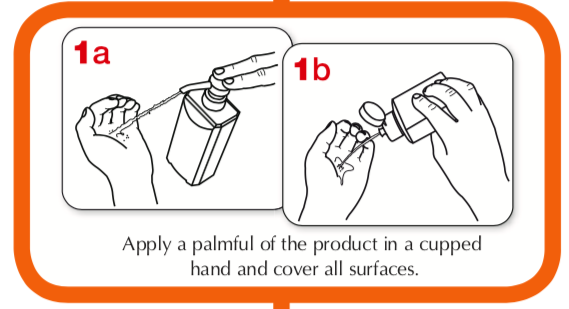 1a
1b
Apply a palmful of the product in a cupped
hand and cover all surfaces.